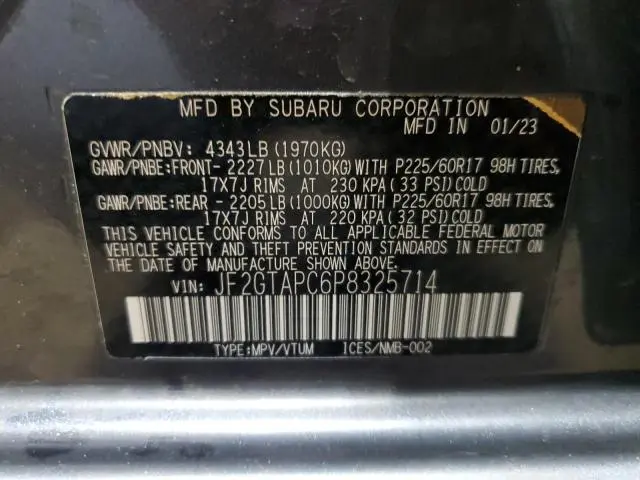 MFD BY SUBARU CORPORATION
MFD IN 01/23
GVWR/PNBV: 4343LB(1970KG)
GAWR/PNBE:FRONT- 2227LB(1010KG)WITH P225/60R17 98H TIRES,
17X7J RIMS AT 230 KPA(33 PSI)COLD
GAWR/PNBE:REAR - 2205LB(1000KG)WITH P225/60R17 98H TIRES,
17X7J RIMS AT 220 KPA(32 PSI)COLD
THIS VEHICLE CONFORMS TO ALL APPLICABLE FEDERAL MOTOR
VEHICLE SAFETY AND THEFT PREVENTION STANDARDS IN EFFECT ON
THE DATE OF MANUFACTURE SHOWN ABOVE.
VIN: JF2GTAPC6P8325714
TYPE:MPV/VTUM ICES/NMB-002